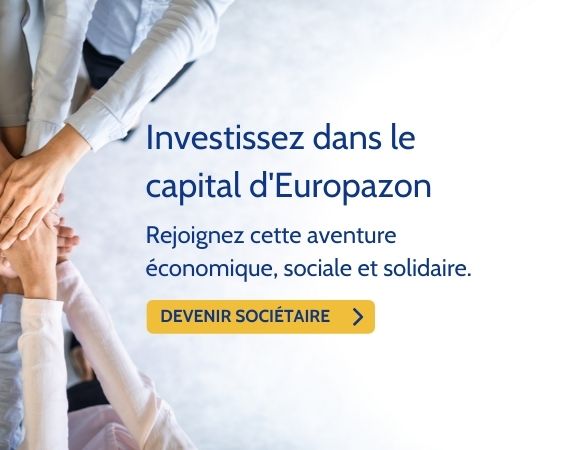 Investissez dans le
capital d'Europazon
Rejoignez cette aventure
économique, sociale et solidaire.
DEVENIR SOCIÉTAIRE